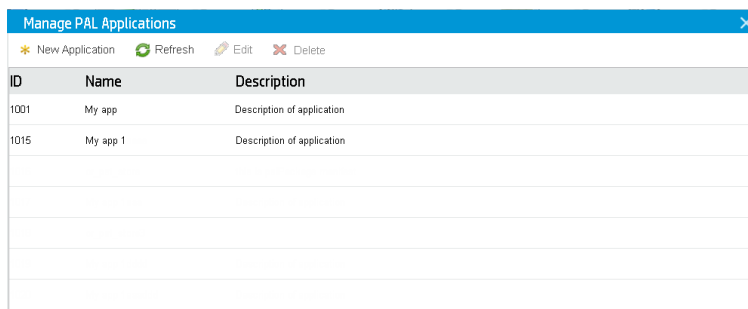 Manage PAL Applications
New Application Refresh Edit Delete
ID Name Description
1001 My app Description of application
1015 My app 1 Description of application